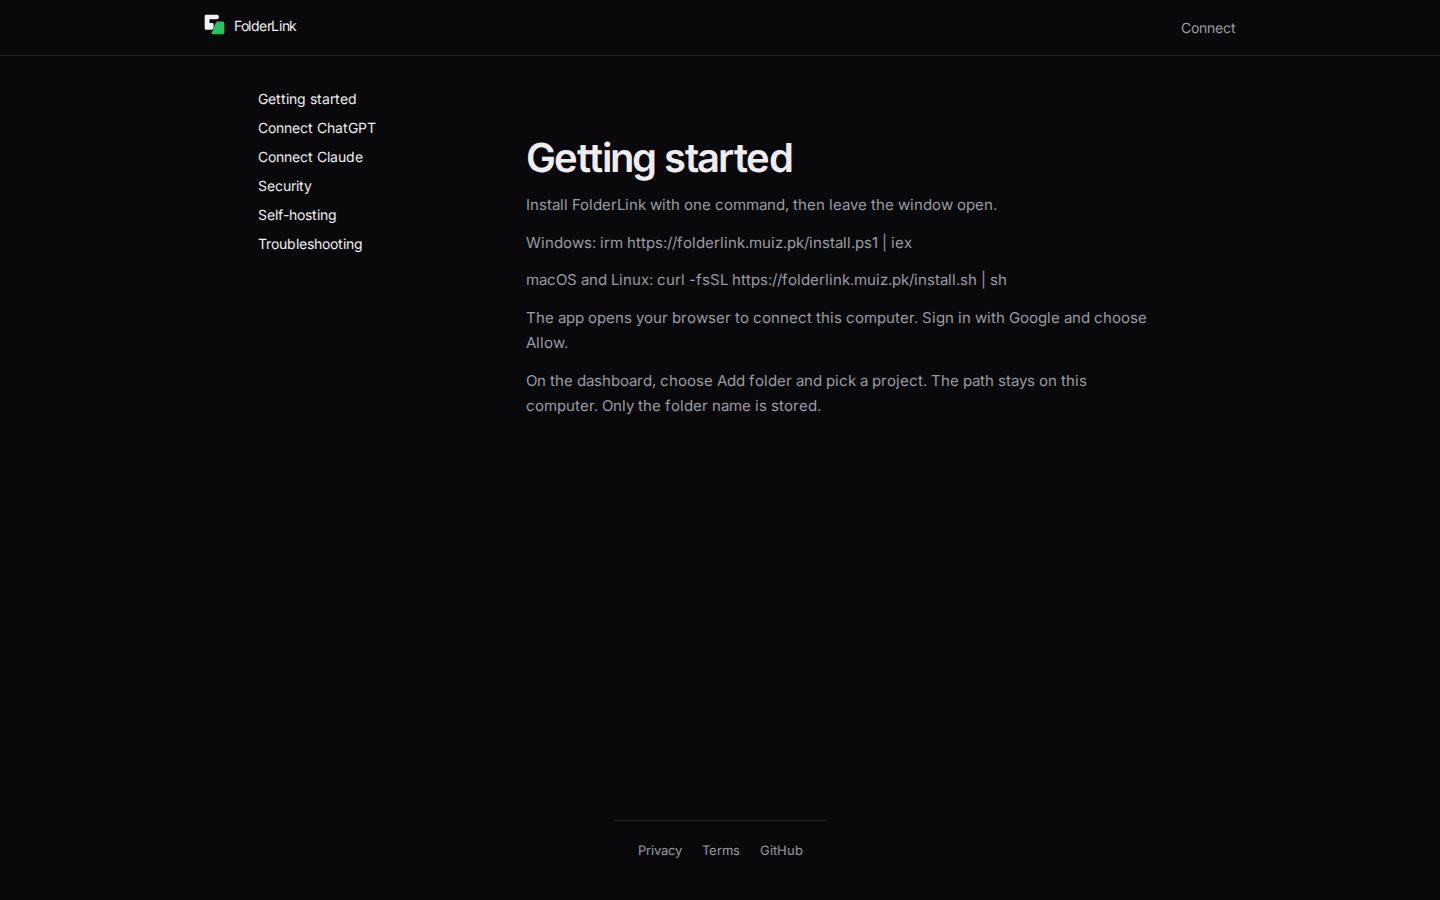 FolderLink
Connect
Getting started
Connect ChatGPT
Connect Claude
Security
Self-hosting
Troubleshooting
Getting started
Install FolderLink with one command, then leave the window open.
Windows: irm https://folderlink.muiz.pk/install.ps1 | iex
macOS and Linux: curl -fsSL https://folderlink.muiz.pk/install.sh | sh
The app opens your browser to connect this computer. Sign in with Google and choose
Allow.
On the dashboard, choose Add folder and pick a project. The path stays on this
computer. Only the folder name is stored.
Privacy Terms GitHub